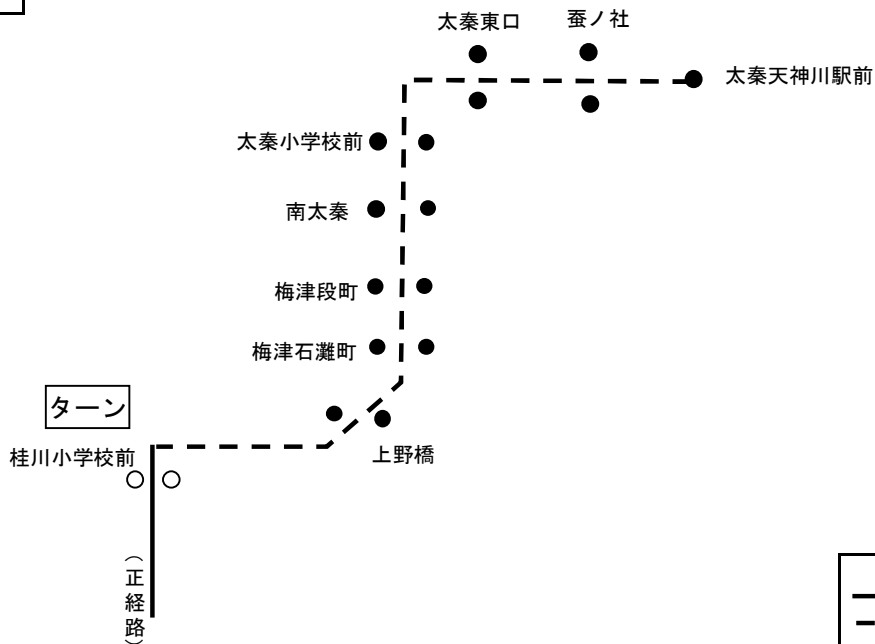 太秦東口
蚕ノ社
太秦天神川駅前
太秦小学校前
南太秦
梅津段町
梅津石灘町
ターン
上野橋
桂川小学校前
（正経路）